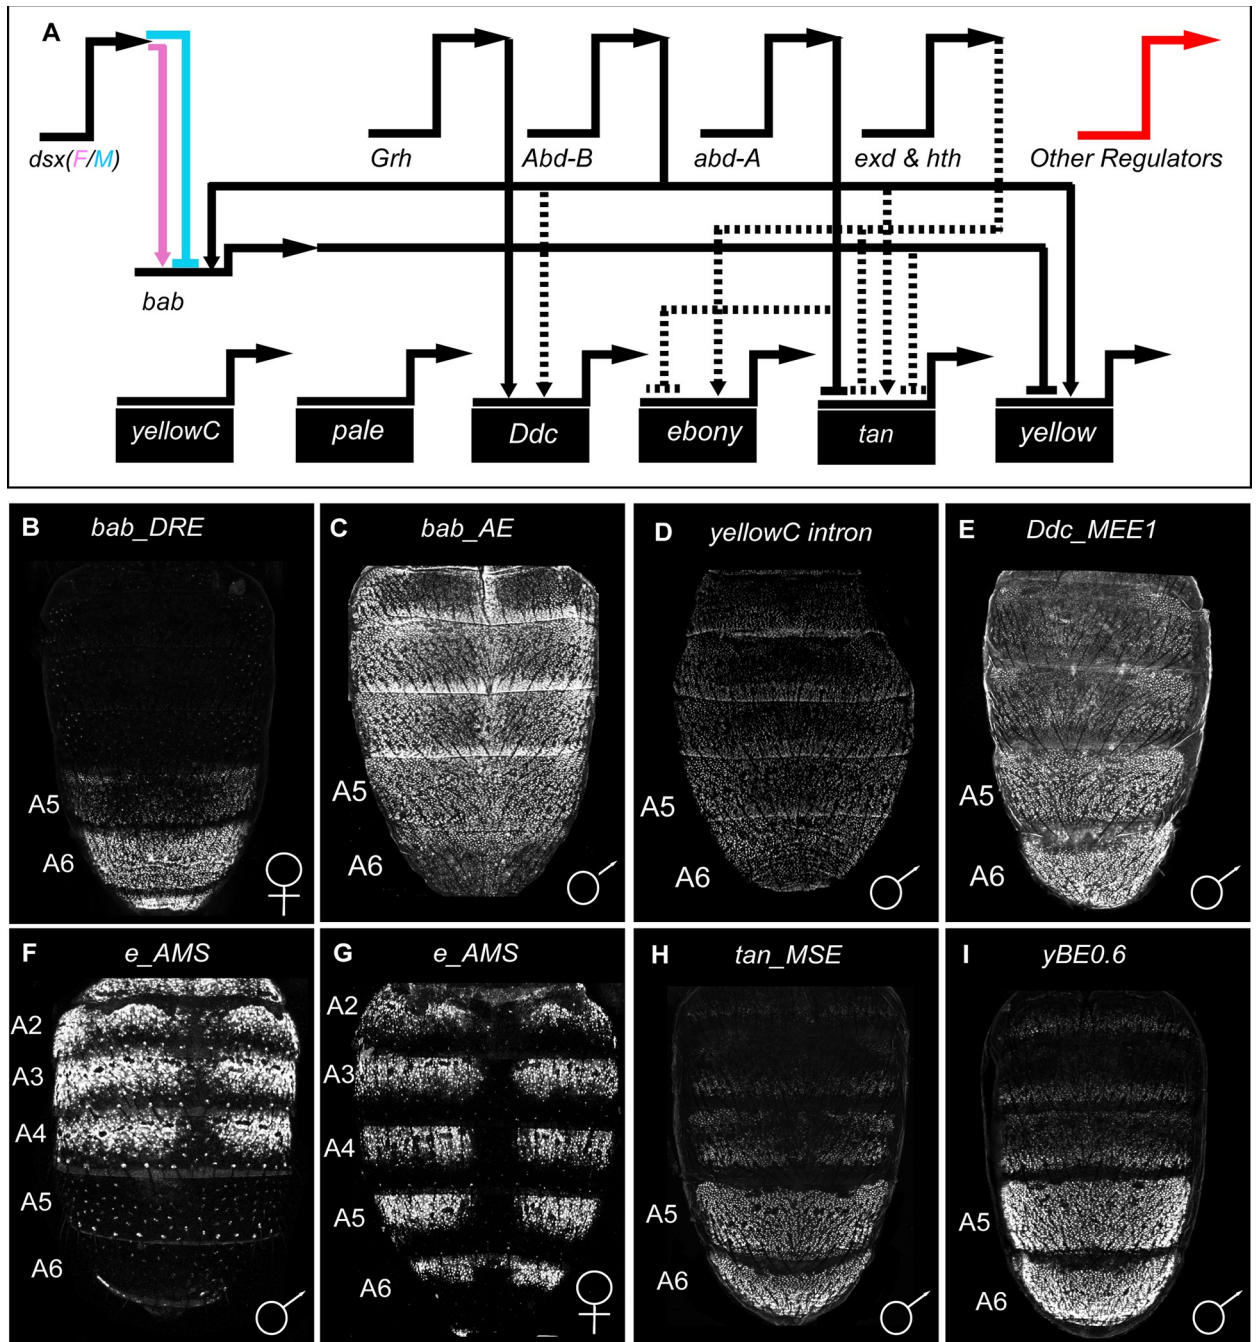 A
dsx(F/M)
Grh
Abd-B
abd-A
exd & hth
Other Regulators
bab
yellowC
pale
Ddc
ebony
tan
yellow
B
bab_DRE
A5
A6
C
bab_AE
A5
A6
D
yellowC intron
A5
A6
E
Ddc_MEE1
A5
A6
F
e_AMS
A2
A3
A4
A5
A6
G
e_AMS
A2
A3
A4
A5
A6
H
tan_MSE
A5
A6
I
yBE0.6
A5
A6